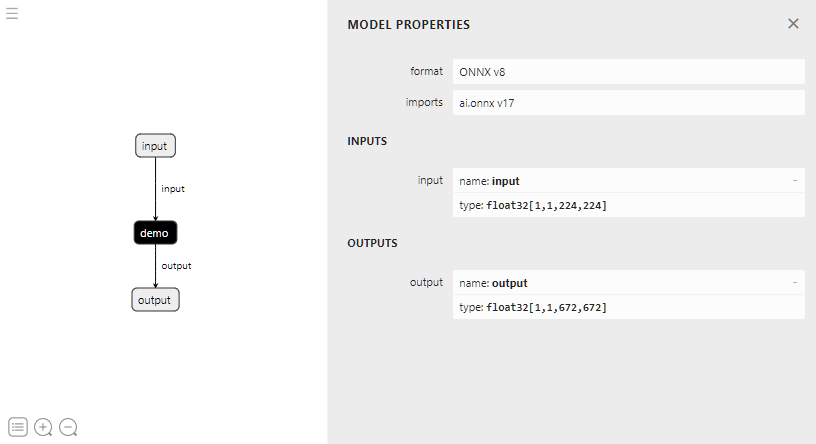 input
input
demo
output
output
MODEL PROPERTIES
format ONNX v8
imports ai.onnx v17
INPUTS
input name: input -
type: float32[1,1,224,224]
OUTPUTS
output name: output -
type: float32[1,1,672,672]